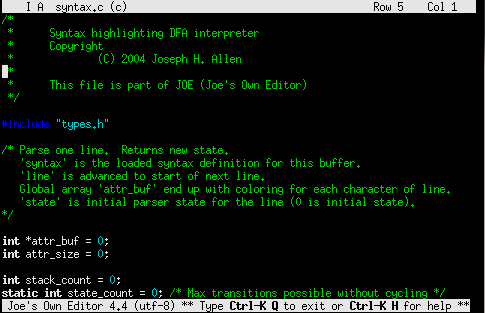 I A syntax.c (c) Row 5 Col 1
/*
* Syntax highlighting DFA interpreter
* Copyright
* (C) 2004 Joseph H. Allen
*
* This file is part of JOE (Joe's Own Editor)
*/
#include "types.h"
/* Parse one line. Returns new state.
'syntax' is the loaded syntax definition for this buffer.
'line' is advanced to start of next line.
Global array 'attr_buf' end up with coloring for each character of line.
'state' is initial parser state for the line (0 is initial state).
*/
int *attr_buf = 0;
int attr_size = 0;
int stack_count = 0;
static int state_count = 0; /* Max transitions possible without cycling */
Joe's Own Editor 4.4 (utf-8) ** Type Ctrl-K Q to exit or Ctrl-K H for help **